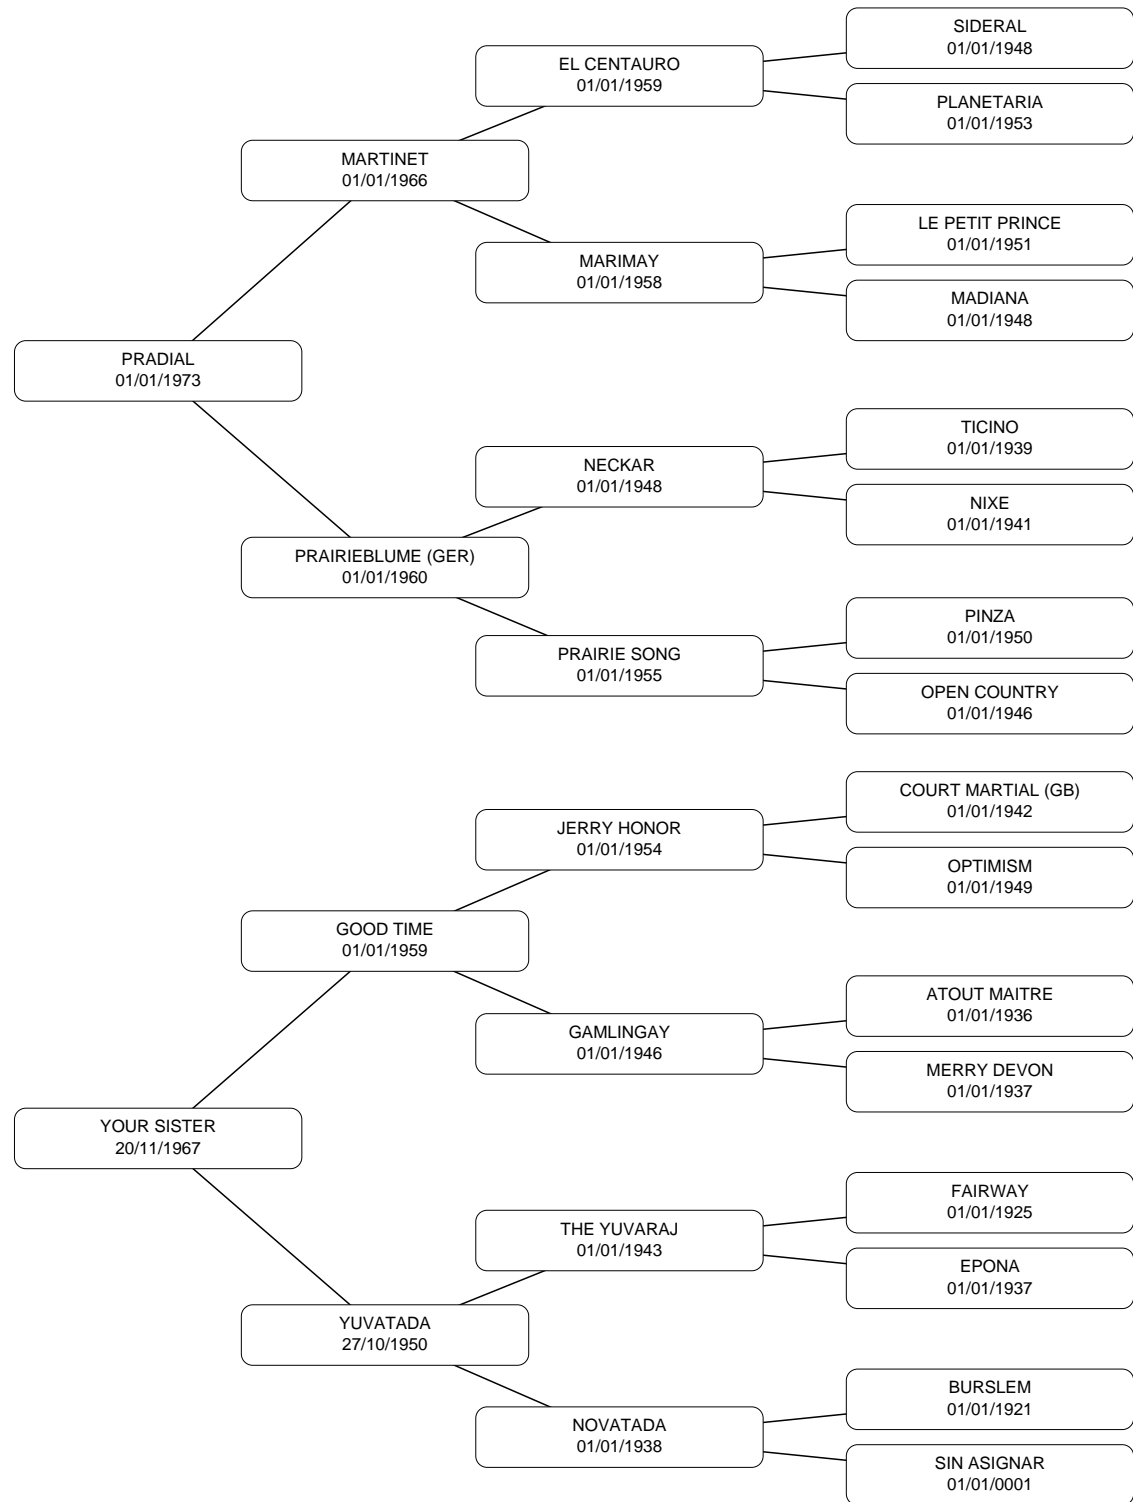 SIDERAL
01/01/1948
EL CENTAURO
01/01/1959
PLANETARIA
01/01/1953
MARTINET
01/01/1966
LE PETIT PRINCE
01/01/1951
MARIMAY
01/01/1958
MADIANA
01/01/1948
PRADIAL
01/01/1973
TICINO
01/01/1939
NECKAR
01/01/1948
NIXE
01/01/1941
PRAIRIEBLUME (GER)
01/01/1960
PINZA
01/01/1950
PRAIRIE SONG
01/01/1955
OPEN COUNTRY
01/01/1946
COURT MARTIAL (GB)
01/01/1942
JERRY HONOR
01/01/1954
OPTIMISM
01/01/1949
GOOD TIME
01/01/1959
ATOUT MAITRE
01/01/1936
GAMLINGAY
01/01/1946
MERRY DEVON
01/01/1937
YOUR SISTER
20/11/1967
FAIRWAY
01/01/1925
THE YUVARAJ
01/01/1943
EPONA
01/01/1937
YUVATADA
27/10/1950
BURSLEM
01/01/1921
NOVATADA
01/01/1938
SIN ASIGNAR
01/01/0001